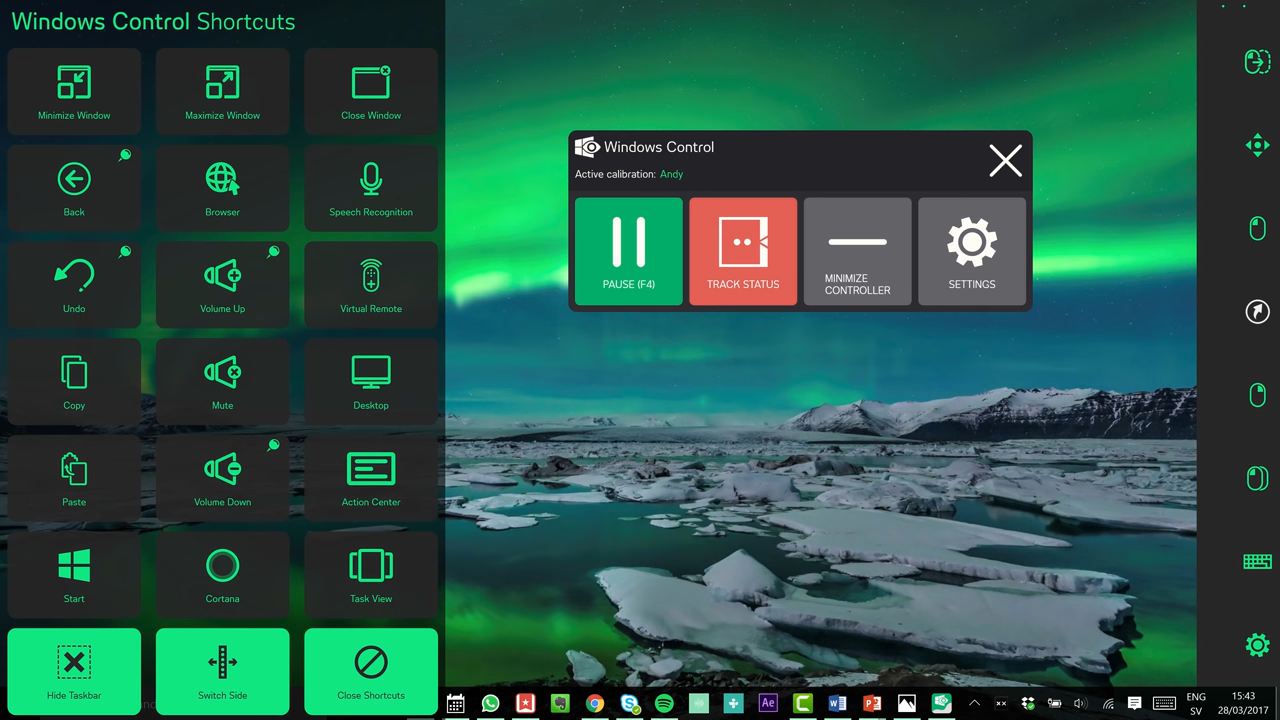 Windows Control Shortcuts
Minimize Window
Maximize Window
Close Window
Back
Browser
Speech Recognition
Undo
Volume Up
Virtual Remote
Copy
Mute
Desktop
Paste
Volume Down
Action Center
Start
Cortana
Task View
Hide Taskbar
Switch Side
Close Shortcuts
Windows Control
Active calibration: Andy
PAUSE (F4)
TRACK STATUS
MINIMIZE
CONTROLLER
SETTINGS
Ae
ENG
SV
15:43
28/03/2017